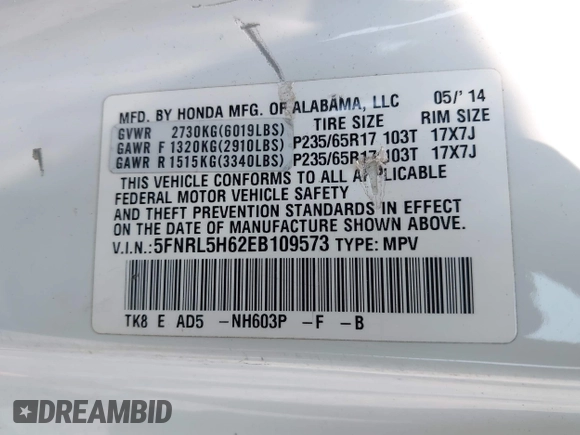 MFD. BY HONDA MFG. OF ALABAMA, LLC 05/'14
GVWR 2730KG(6019LBS) TIRE SIZE RIM SIZE
GAWR F 1320KG(2910LBS) P235/65R17 103T 17X7J
GAWR R 1515KG(3340LBS) P235/65R17 103T 17X7J
THIS VEHICLE CONFORMS TO ALL APPLICABLE
FEDERAL MOTOR VEHICLE SAFETY
AND THEFT PREVENTION STANDARDS IN EFFECT
ON THE DATE OF MANUFACTURE SHOWN ABOVE.
V.I.N.: 5FNRL5H62EB109573 TYPE: MPV
TK8 E AD5 -NH603P -F -B
DREAMBID